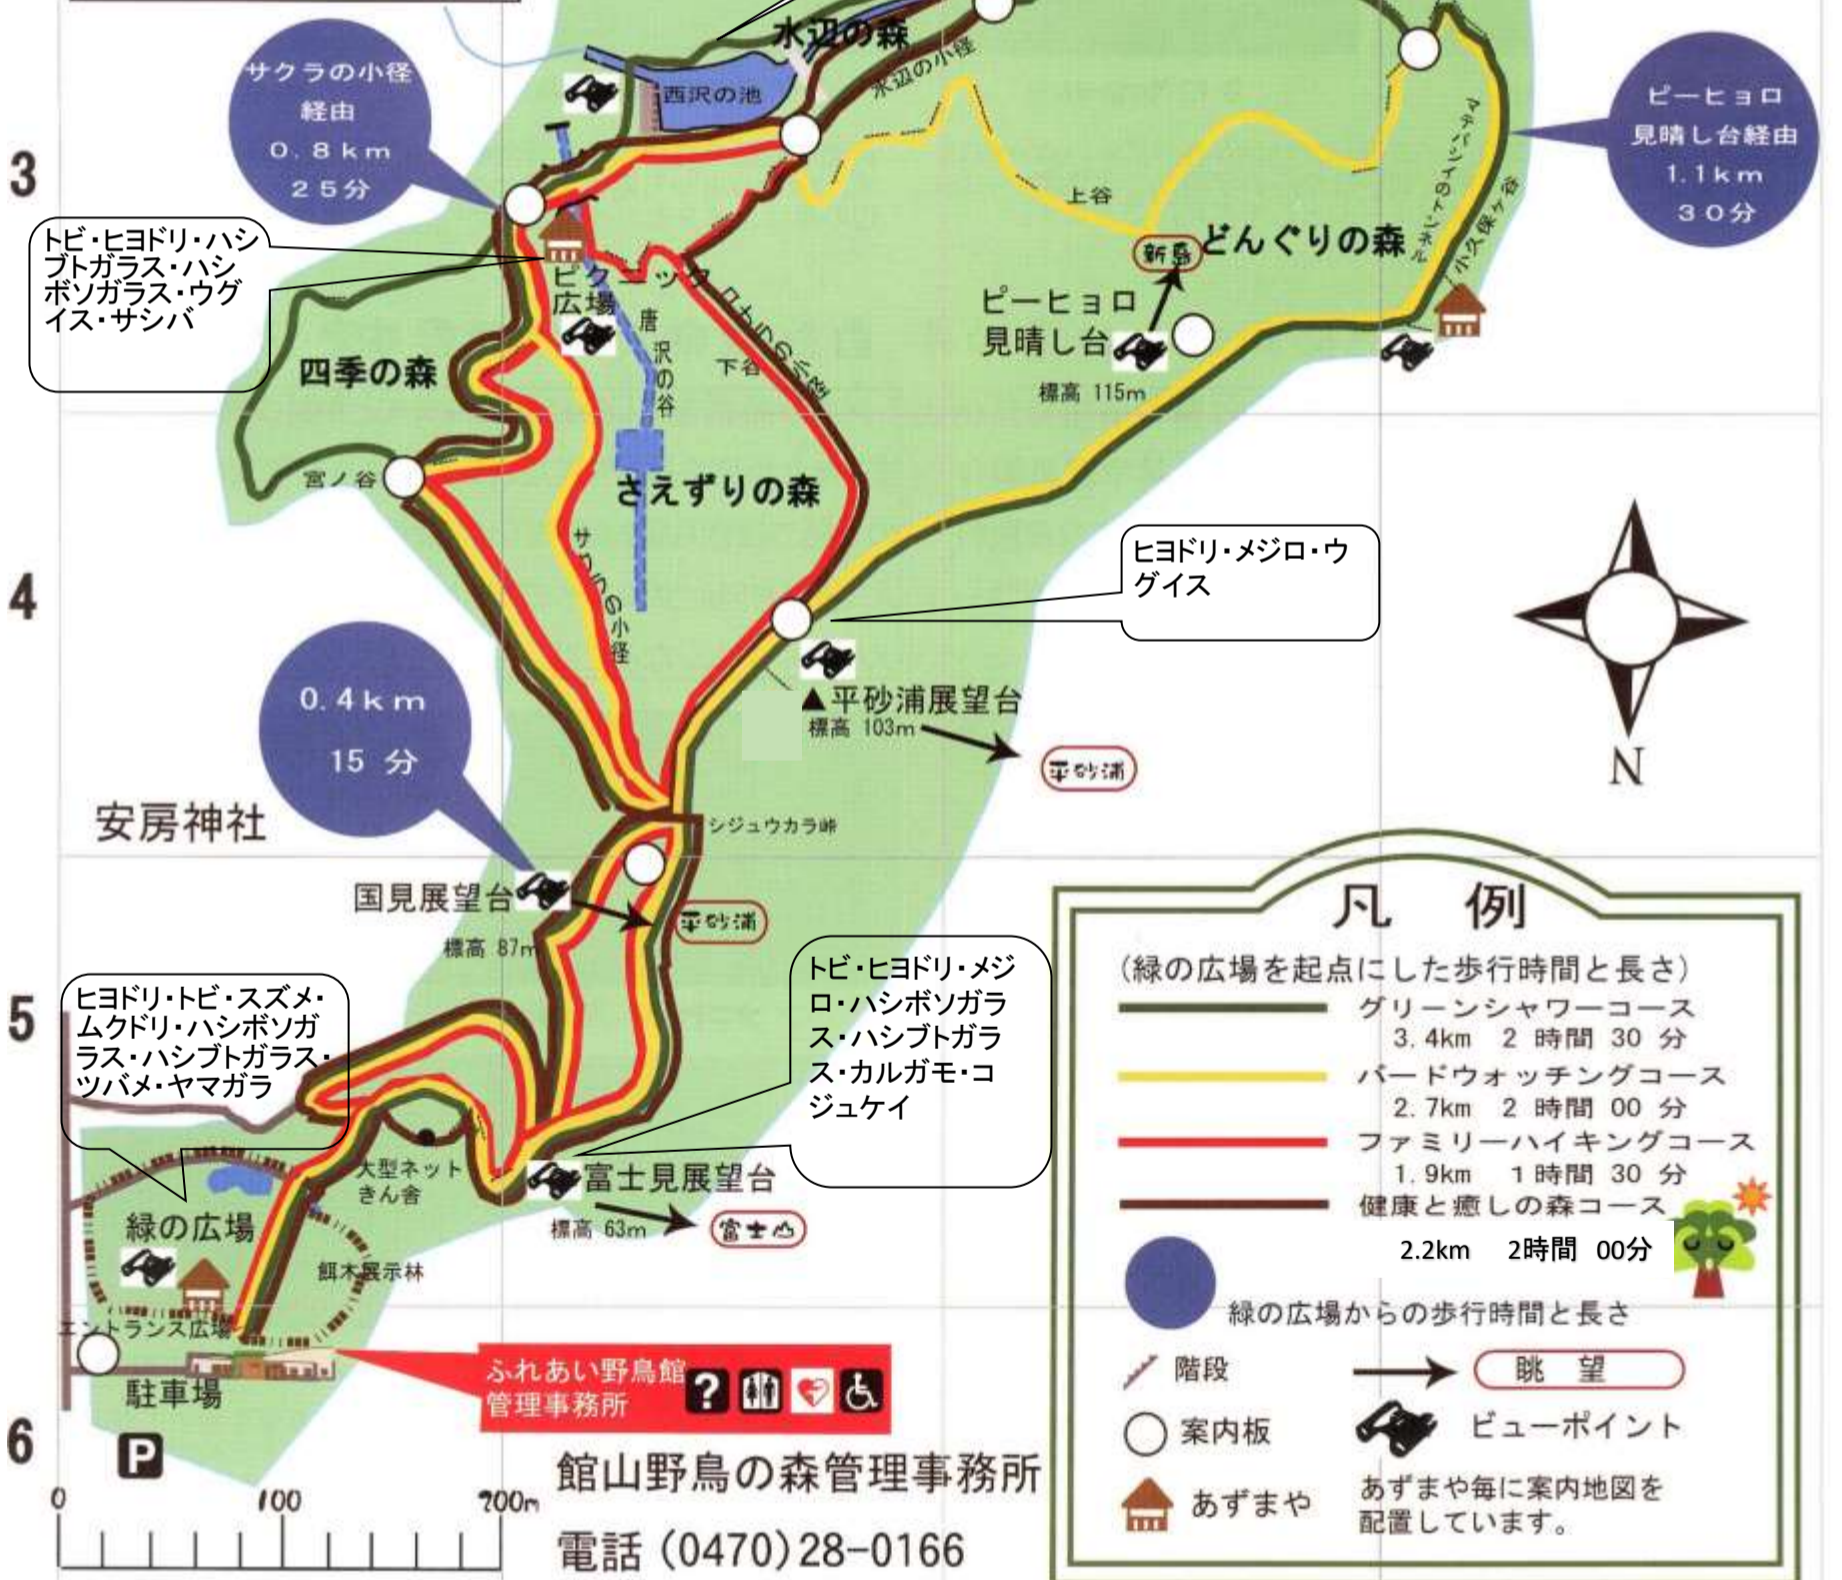 水辺の森
サクラの小径
経由
0.8km
25分
西沢の池
水辺の小径
ピーヒョロ
見晴し台経由
1.1km
30分
3
マテバシイのトンネル
小久保ヶ谷
上谷
どんぐりの森
トビ・ヒヨドリ・ハシ
ブトガラス・ハシ
ボソガラス・ウグ
イス・サシバ
ピクニック
広場
唐沢の谷
下谷
ピーヒョロ
見晴し台
標高 115m
四季の森
宮ノ谷
さえずりの森
サクラの小径
ヒヨドリ・メジロ・ウ
グイス
4
0.4km
15 分
▲平砂浦展望台
標高 103m
平砂浦
N
安房神社
シジュウカラ峠
国見展望台
標高 87m
平砂浦
5
ヒヨドリ・トビ・スズメ・
ムクドリ・ハシボソガ
ラス・ハシブトガラス・
ツバメ・ヤマガラ
トビ・ヒヨドリ・メジ
ロ・ハシボソガラ
ス・ハシブトガラ
ス・カルガモ・コ
ジュケイ
大型ネット
きん舎
富士見展望台
標高 63m
富士山
緑の広場
餌木展示林
エントランス広場
駐車場
P
ふれあい野鳥館
管理事務所
?
6
0 100 200m
館山野鳥の森管理事務所
電話 (0470)28-0166
凡 例
(緑の広場を起点にした歩行時間と長さ)
グリーンシャワーコース
3.4km 2 時間 30 分
バードウォッチングコース
2.7km 2 時間 00 分
ファミリーハイキングコース
1.9km 1 時間 30 分
健康と癒しの森コース
2.2km 2時間 00分
緑の広場からの歩行時間と長さ
階段
眺 望
案内板
ビューポイント
あずまや
あずまや毎に案内地図を
配置しています。